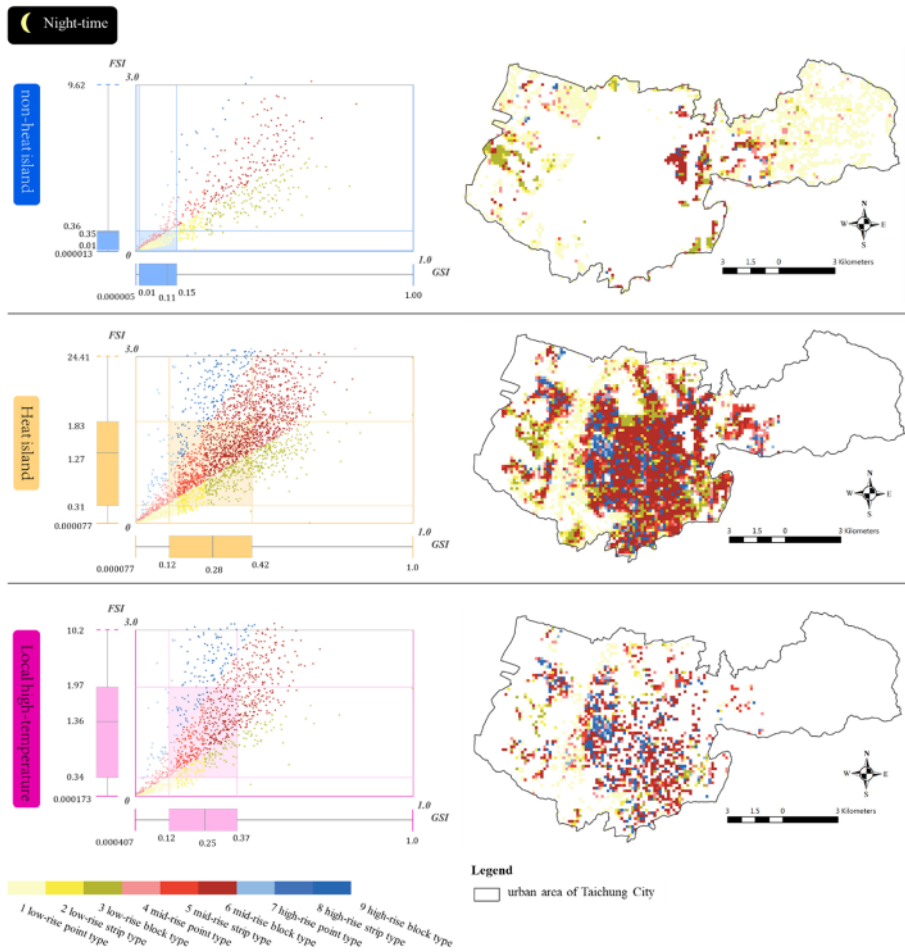 Night-time
non-heat island
FSI
9.62
3.0
0.36
0.35
0.01
0.000013
0
1.0
GSI
0.000005
0.01
0.11
0.15
1.00
N
W
E
S
3 1.5 0 3 Kilometers
Heat island
FSI
24.41
3.0
1.83
1.27
0.31
0.000077
0
1.0
GSI
0.000077
0.12
0.28
0.42
1.0
N
W
E
S
3 1.5 0 3 Kilometers
Local high-temperature
FSI
10.2
3.0
1.97
1.36
0.34
0.000173
0
1.0
GSI
0.000407
0.12
0.25
0.37
1.0
N
W
E
S
3 1.5 0 3 Kilometers
Legend
urban area of Taichung City
1 low-rise point type
2 low-rise strip type
3 low-rise block type
4 mid-rise point type
5 mid-rise strip type
6 mid-rise block type
7 high-rise point type
8 high-rise strip type
9 high-rise block type